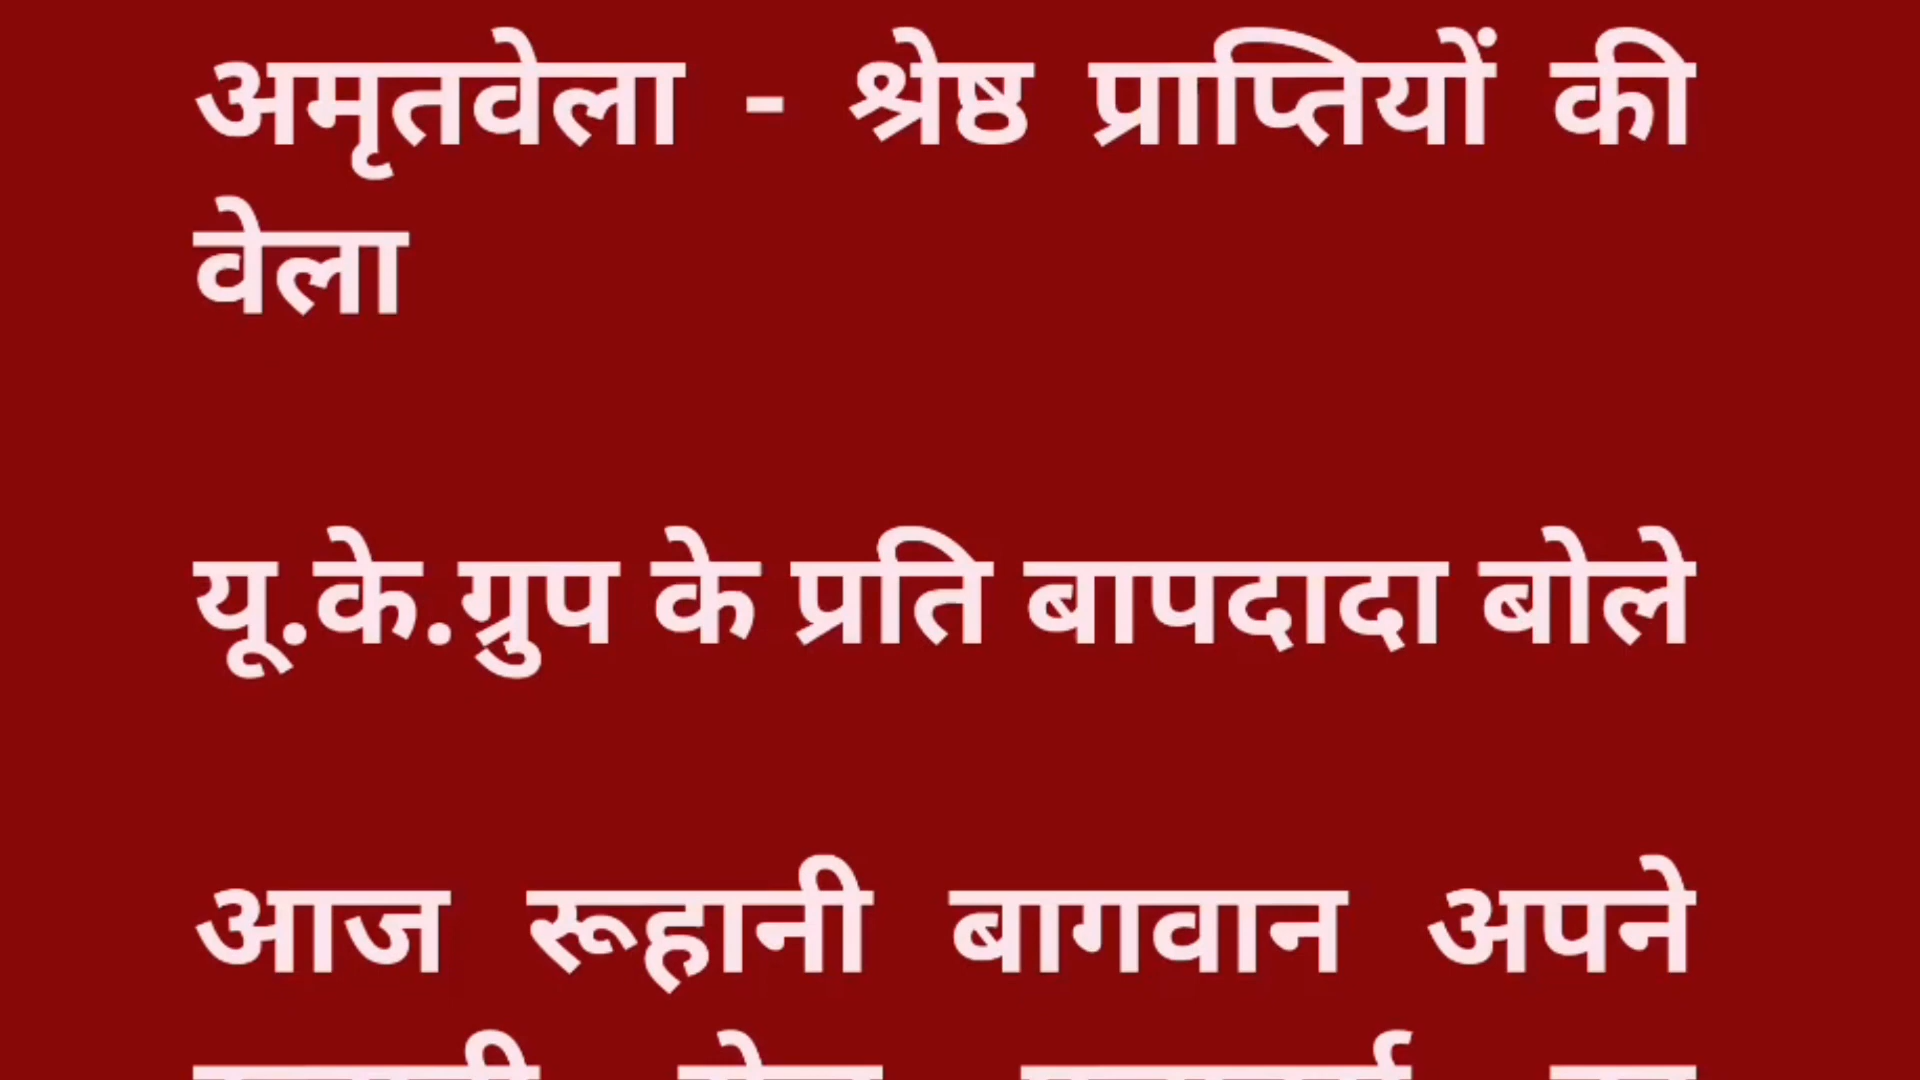 अमृतवेला - श्रेष्ठ प्राप्तियों की
वेला
यू.के.ग्रुप के प्रति बापदादा बोले
आज रूहानी बागवान अपने